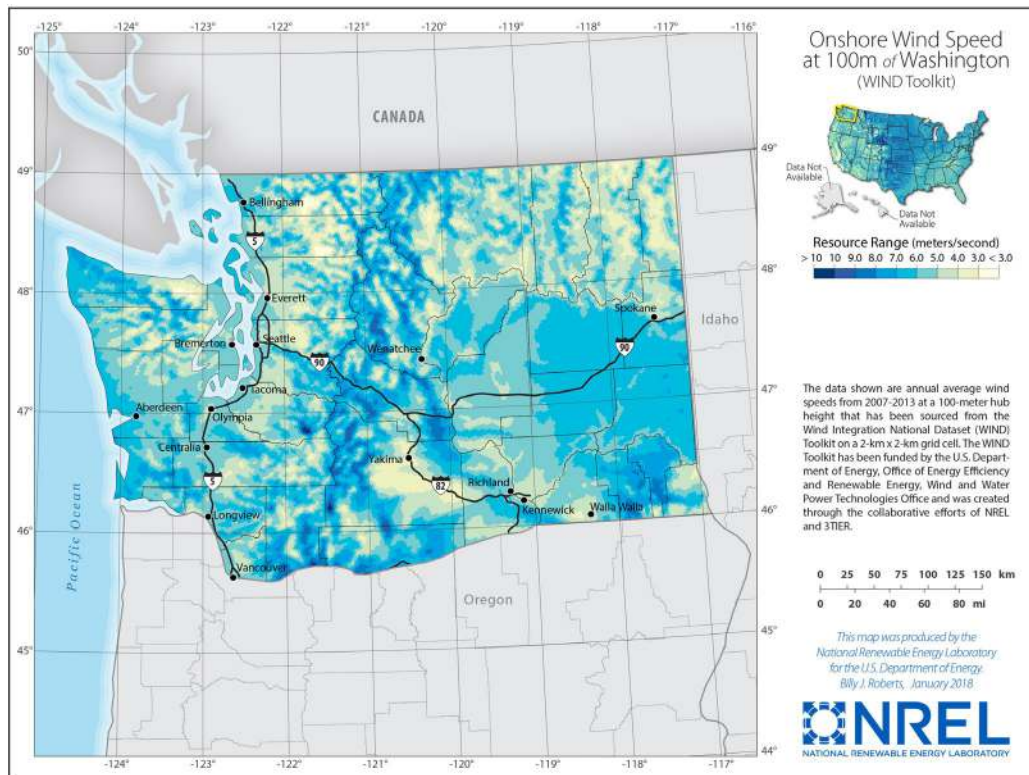 -125°
-124°
-123°
-122°
-121°
-120°
-119°
-118°
-117°
-116°
50°
49°
48°
47°
46°
45°
49°
48°
47°
46°
45°
44°
-124°
-123°
-122°
-121°
-120°
-119°
-118°
-117°
CANADA
Bellingham
5
Everett
Bremerton
Seattle
90
Wenatchee
Spokane
90
Idaho
Tacoma
Aberdeen
Olympia
Centralia
5
Yakima
82
Richland
Kennewick
Walla Walla
Longview
Vancouver
Oregon
Pacific Ocean
Onshore Wind Speed
at 100m of Washington
(WIND Toolkit)
Data Not
Available
Data Not
Available
Resource Range (meters/second)
> 10 10 9.0 8.0 7.0 6.0 5.0 4.0 3.0 < 3.0
The data shown are annual average wind
speeds from 2007-2013 at a 100-meter hub
height that has been sourced from the
Wind Integration National Dataset (WIND)
Toolkit on a 2-km x 2-km grid cell. The WIND
Toolkit has been funded by the U.S. Depart-
ment of Energy, Office of Energy Efficiency
and Renewable Energy, Wind and Water
Power Technologies Office and was created
through the collaborative efforts of NREL
and 3TIER.
0 25 50 75 100 125 150 km
0 20 40 60 80 mi
This map was produced by the
National Renewable Energy Laboratory
for the U.S. Department of Energy.
Billy J. Roberts, January 2018
NREL
NATIONAL RENEWABLE ENERGY LABORATORY